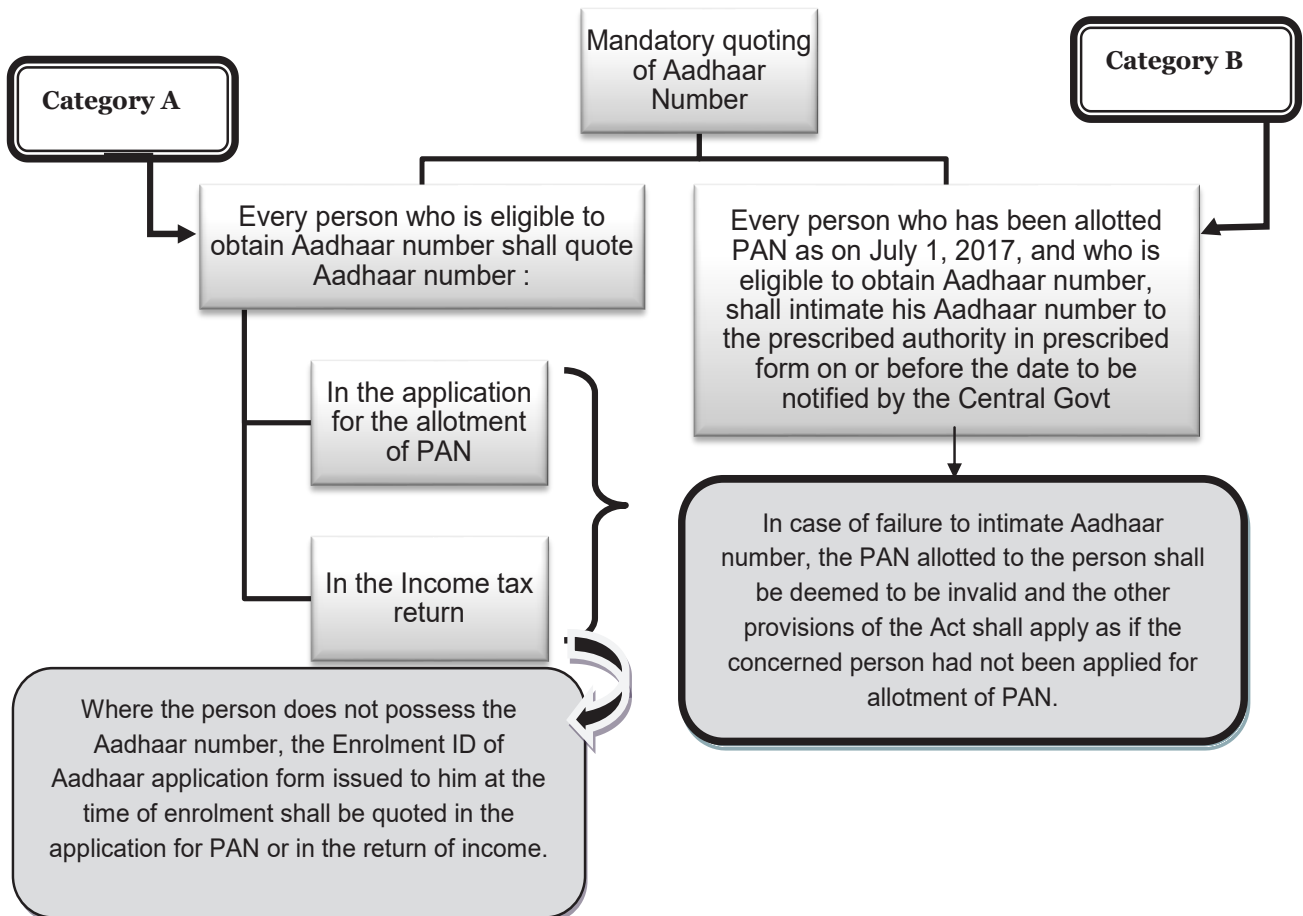 Mandatory quoting
of Aadhaar
Number
Category A
Category B
Every person who is eligible to
obtain Aadhaar number shall quote
Aadhaar number :
In the application
for the allotment
of PAN
In the Income tax
return
Where the person does not possess the
Aadhaar number, the Enrolment ID of
Aadhaar application form issued to him at the
time of enrolment shall be quoted in the
application for PAN or in the return of income.
Every person who has been allotted
PAN as on July 1, 2017, and who is
eligible to obtain Aadhaar number,
shall intimate his Aadhaar number to
the prescribed authority in prescribed
form on or before the date to be
notified by the Central Govt
In case of failure to intimate Aadhaar
number, the PAN allotted to the person shall
be deemed to be invalid and the other
provisions of the Act shall apply as if the
concerned person had not been applied for
allotment of PAN.